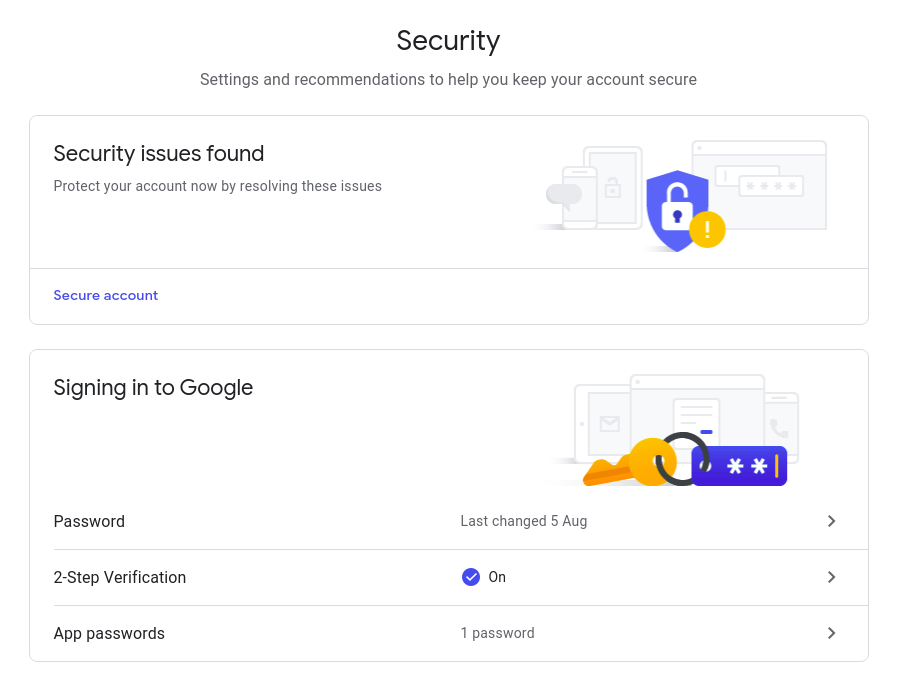 Security
Settings and recommendations to help you keep your account secure
Security issues found
Protect your account now by resolving these issues
Secure account
Signing in to Google
Password
Last changed 5 Aug
2-Step Verification
On
App passwords
1 password